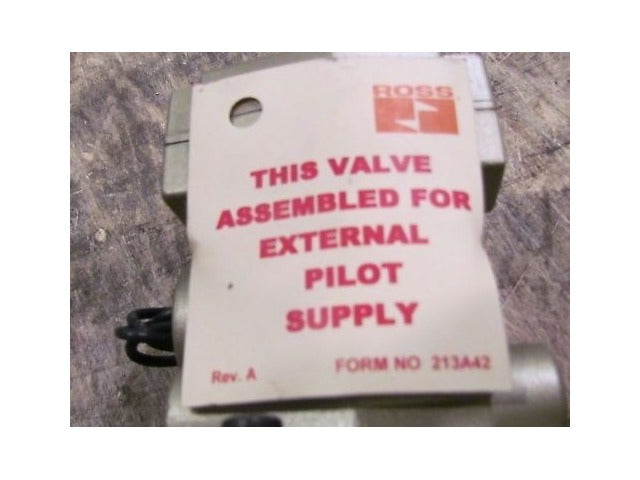 ROSS
THIS VALVE
ASSEMBLED FOR
EXTERNAL
PILOT
SUPPLY
Rev. A
FORM NO 213A42